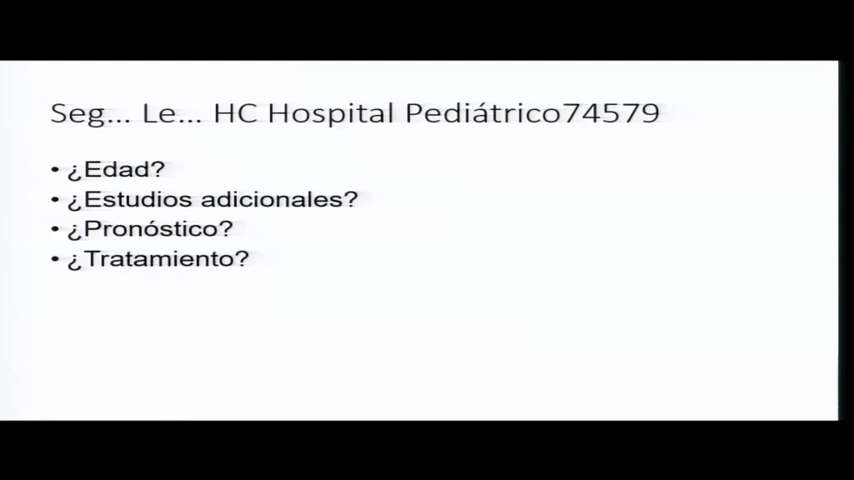 Seg... Le... HC Hospital Pediátrico74579
• ¿Edad?
• ¿Estudios adicionales?
• ¿Pronóstico?
• ¿Tratamiento?